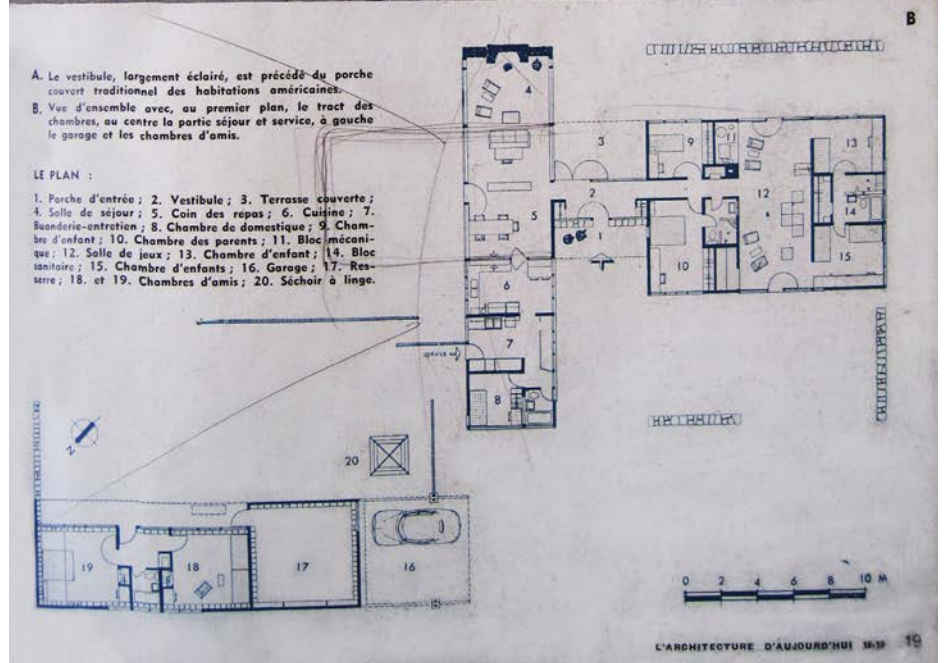 B
A. Le vestibule, largement éclairé, est précédé du porche
couvert traditionnel des habitations américaines.
B. Vue d'ensemble avec, au premier plan, le tract des
chambres, au centre la partie séjour et service, à gauche
le garage et les chambres d'amis.
LE PLAN :
1. Porche d'entrée ; 2. Vestibule ; 3. Terrasse couverte ;
4. Salle de séjour ; 5. Coin des repas ; 6. Cuisine ; 7.
Buanderie-entretien ; 8. Chambre de domestique ; 9. Cham-
bre d'enfant ; 10. Chambre des parents ; 11. Bloc mécani-
que ; 12. Salle de jeux ; 13. Chambre d'enfant ; 14. Bloc
sanitaire ; 15. Chambre d'enfants ; 16. Garage ; 17. Res-
serre ; 18. et 19. Chambres d'amis ; 20. Séchoir à linge.
4
3
9
11
13
2
12
5
1
14
10
15
6
7
8
N
20
19
18
17
16
0 2 4 6 8 10 M
L'ARCHITECTURE D'AUJOURD'HUI 18-19 19